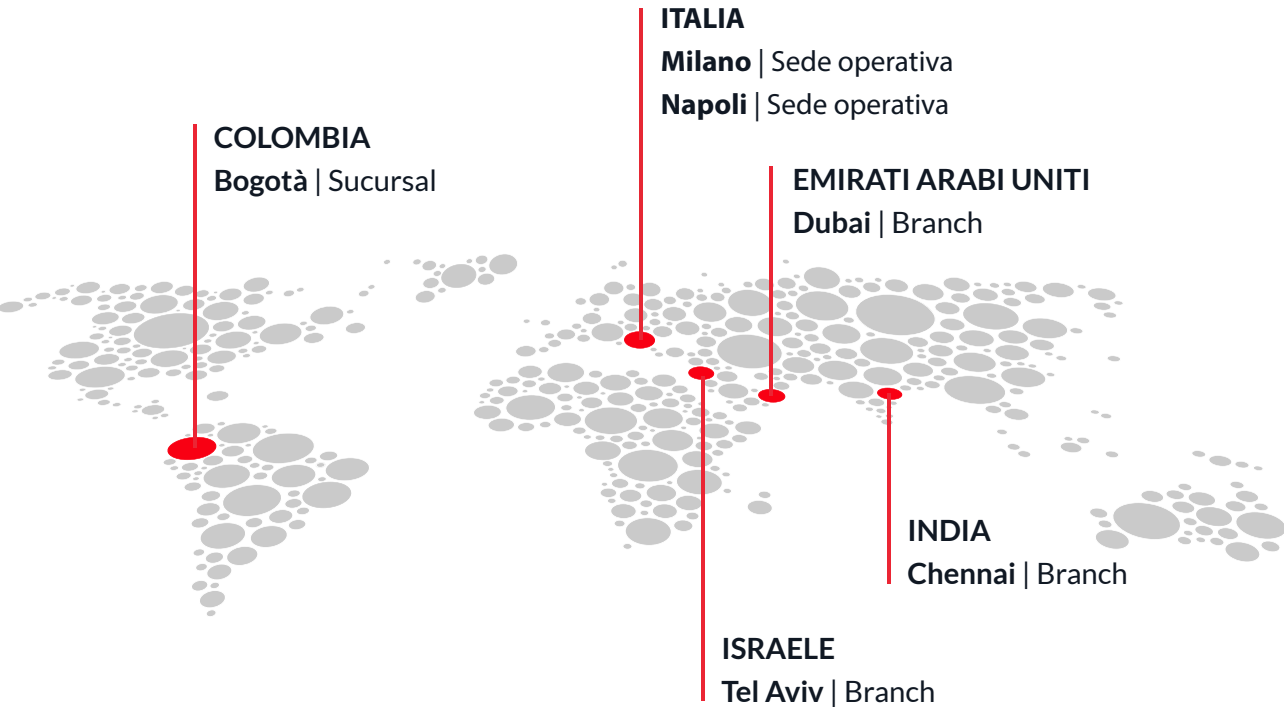 ITALIA
Milano | Sede operativa
Napoli | Sede operativa
COLOMBIA
Bogotà | Sucursal
EMIRATI ARABI UNITI
Dubai | Branch
INDIA
Chennai | Branch
ISRAELE
Tel Aviv | Branch